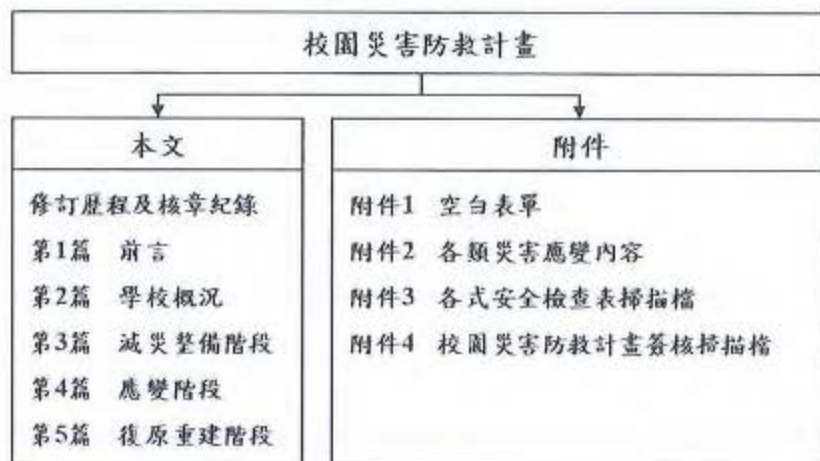 校園災害防救計畫
本文
修訂歷程及核章紀錄
第1篇 前言
第2篇 學校概況
第3篇 減災整備階段
第4篇 應變階段
第5篇 復原重建階段
附件
附件1 空白表單
附件2 各類災害應變內容
附件3 各式安全檢查表掃描檔
附件4 校園災害防救計畫簽核掃描檔